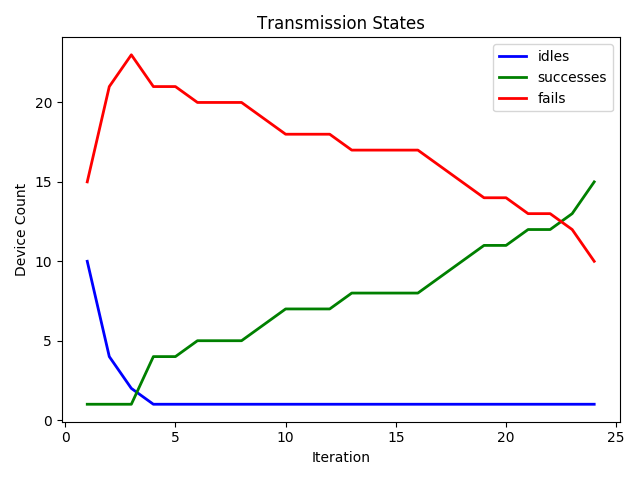 Transmission States
idles
successes
fails
Device Count
20
15
10
5
0
0 5 10 15 20 25
Iteration